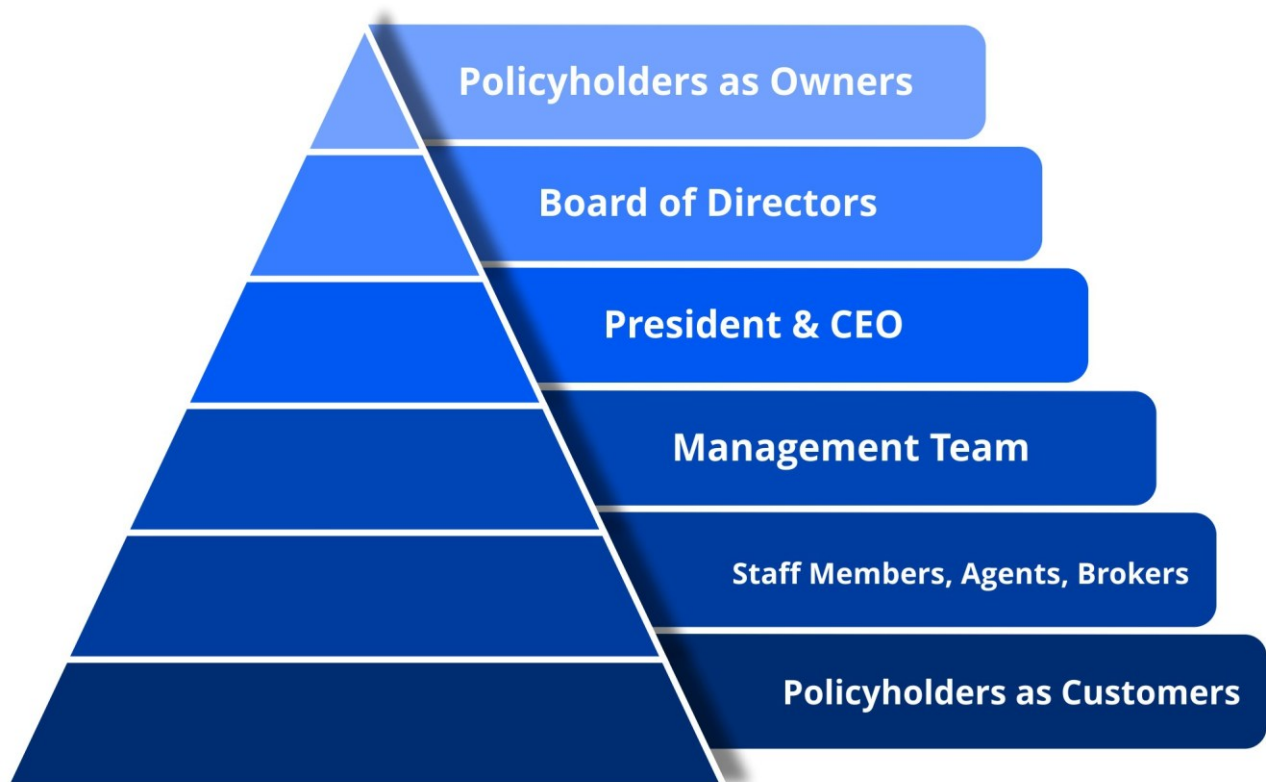 Policyholders as Owners
Board of Directors
President & CEO
Management Team
Staff Members, Agents, Brokers
Policyholders as Customers